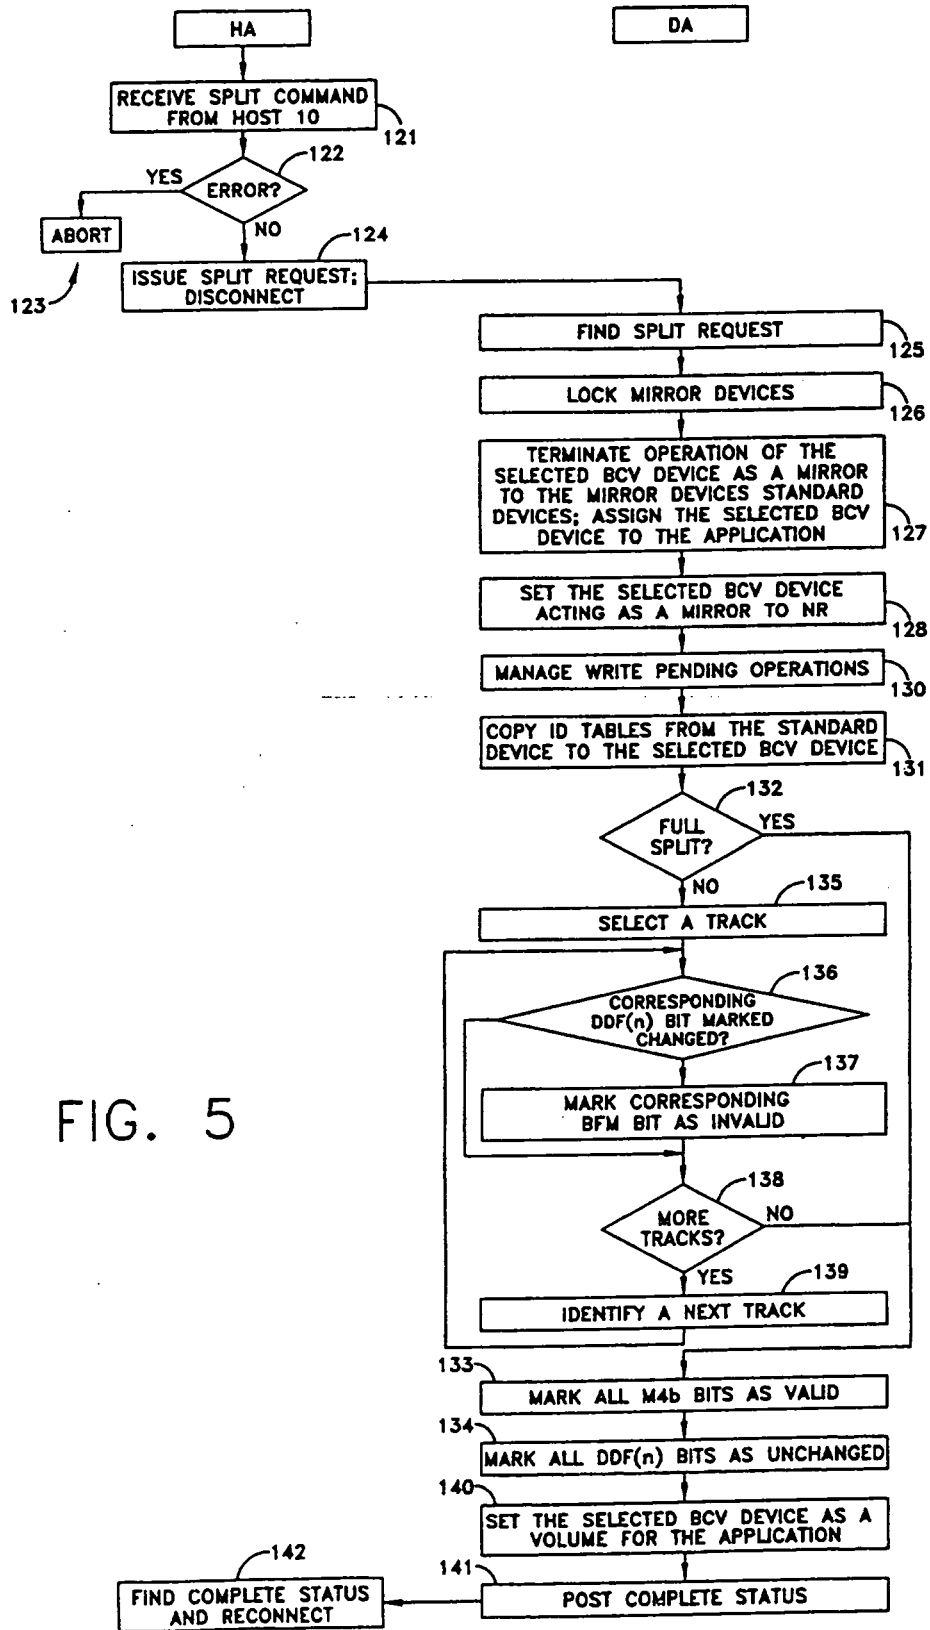 HA
DA
RECEIVE SPLIT COMMAND
FROM HOST 10
121
122
YES
ERROR?
NO
ABORT
123
124
ISSUE SPLIT REQUEST;
DISCONNECT
FIND SPLIT REQUEST
125
LOCK MIRROR DEVICES
126
TERMINATE OPERATION OF THE
SELECTED BCV DEVICE AS A MIRROR
TO THE MIRROR DEVICES STANDARD
DEVICES; ASSIGN THE SELECTED BCV
DEVICE TO THE APPLICATION
127
SET THE SELECTED BCV DEVICE
ACTING AS A MIRROR TO NR
128
MANAGE WRITE PENDING OPERATIONS
130
COPY ID TABLES FROM THE STANDARD
DEVICE TO THE SELECTED BCV DEVICE
131
132
FULL
SPLIT?
YES
NO
135
SELECT A TRACK
136
CORRESPONDING
DDF(n) BIT MARKED
CHANGED?
137
MARK CORRESPONDING
BFM BIT AS INVALID
138
MORE
TRACKS?
NO
YES
139
IDENTIFY A NEXT TRACK
FIG. 5
133
MARK ALL M4b BITS AS VALID
134
MARK ALL DDF(n) BITS AS UNCHANGED
140
SET THE SELECTED BCV DEVICE AS A
VOLUME FOR THE APPLICATION
141
POST COMPLETE STATUS
142
FIND COMPLETE STATUS
AND RECONNECT